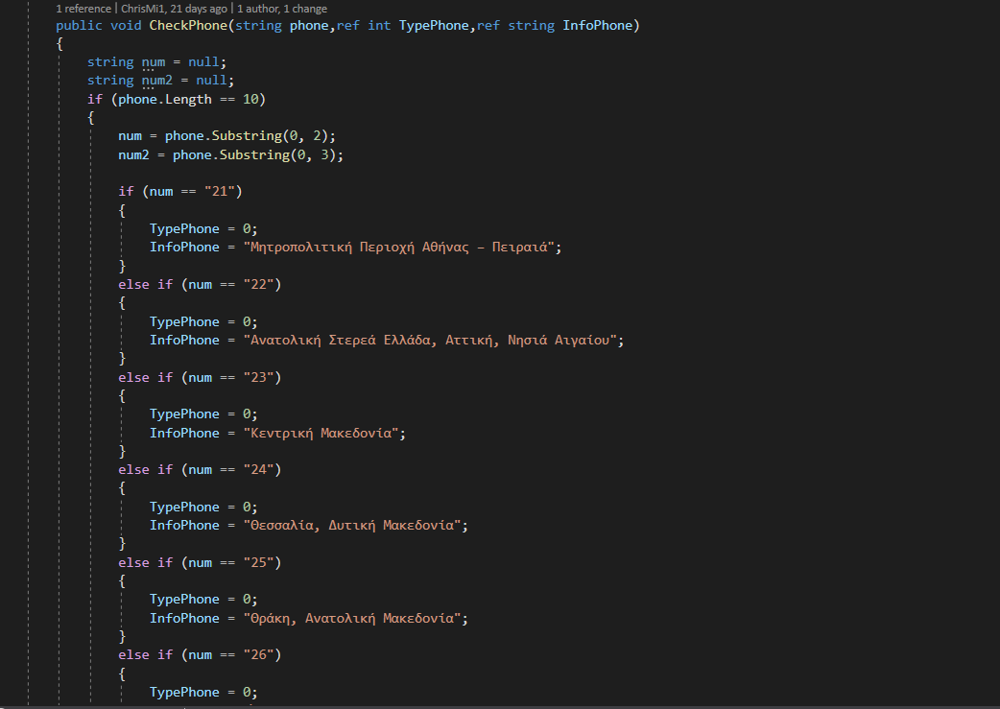 1 reference | ChrisMi1, 21 days ago | 1 author, 1 change
public void CheckPhone(string phone,ref int TypePhone,ref string InfoPhone)
{
string num = null;
string num2 = null;
if (phone.Length == 10)
{
num = phone.Substring(0, 2);
num2 = phone.Substring(0, 3);
if (num == "21")
{
TypePhone = 0;
InfoPhone = "Μητροπολιτική Περιοχή Αθήνας – Πειραιά";
}
else if (num == "22")
{
TypePhone = 0;
InfoPhone = "Ανατολική Στερεά Ελλάδα, Αττική, Νησιά Αιγαίου";
}
else if (num == "23")
{
TypePhone = 0;
InfoPhone = "Κεντρική Μακεδονία";
}
else if (num == "24")
{
TypePhone = 0;
InfoPhone = "Θεσσαλία, Δυτική Μακεδονία";
}
else if (num == "25")
{
TypePhone = 0;
InfoPhone = "Θράκη, Ανατολική Μακεδονία";
}
else if (num == "26")
{
TypePhone = 0;